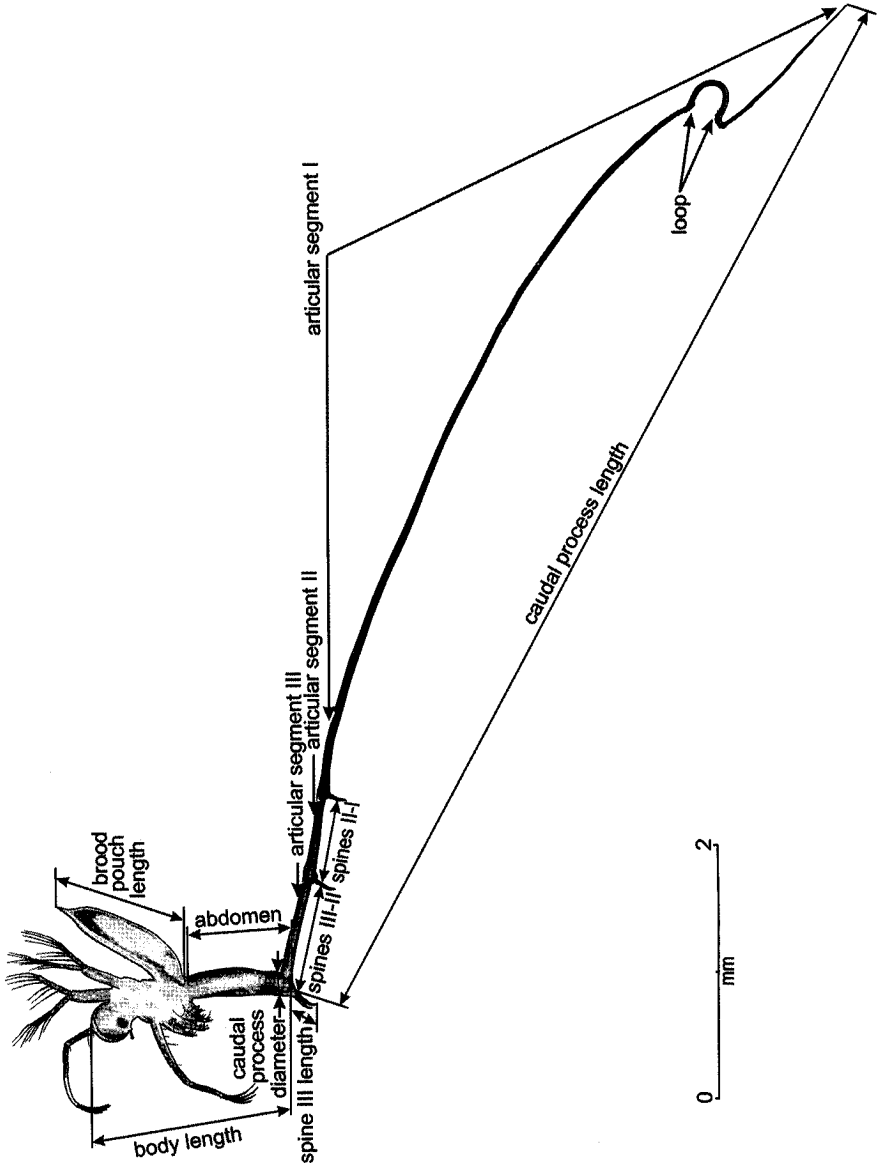 articular segment I
loop
caudal process length
articular segment II
articular segment III
spines II-I
spines III-II
brood
pouch
length
abdomen
caudal
process
diameter
spine III length
body length
0
2
mm